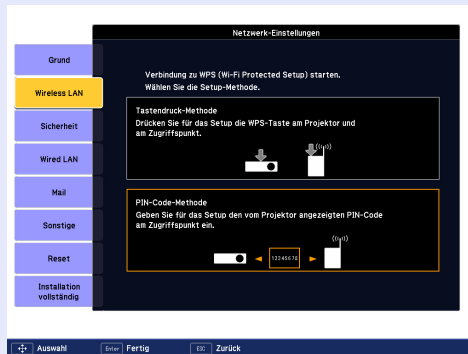 Netzwerk-Einstellungen
Grund
Wireless LAN
Sicherheit
Wired LAN
Mail
Sonstige
Reset
Installation
vollständig
Verbindung zu WPS (Wi-Fi Protected Setup) starten.
Wählen Sie die Setup-Methode.
Tastendruck-Methode
Drücken Sie für das Setup die WPS-Taste am Projektor und
am Zugriffspunkt.
PIN-Code-Methode
Geben Sie für das Setup den vom Projektor angezeigten PIN-Code
am Zugriffspunkt ein.
12345678
Auswahl
Enter Fertig
ESC Zurück